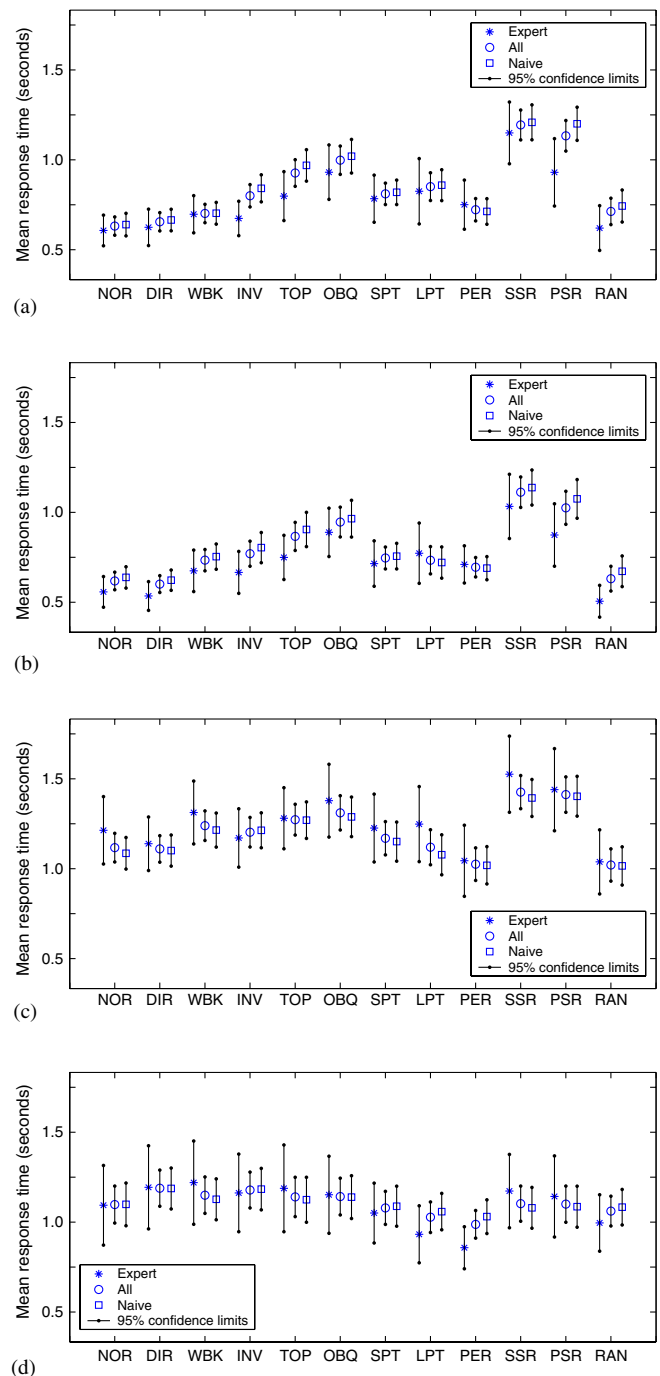 Mean response time (seconds)
1.5
1.0
0.5
Expert
All
Naive
95% confidence limits
NOR DIR WBK INV TOP OBQ SPT LPT PER SSR PSR RAN
(a)
Mean response time (seconds)
1.5
1.0
0.5
Expert
All
Naive
95% confidence limits
NOR DIR WBK INV TOP OBQ SPT LPT PER SSR PSR RAN
(b)
Mean response time (seconds)
1.5
1.0
0.5
Expert
All
Naive
95% confidence limits
NOR DIR WBK INV TOP OBQ SPT LPT PER SSR PSR RAN
(c)
Mean response time (seconds)
1.5
1.0
0.5
Expert
All
Naive
95% confidence limits
NOR DIR WBK INV TOP OBQ SPT LPT PER SSR PSR RAN
(d)